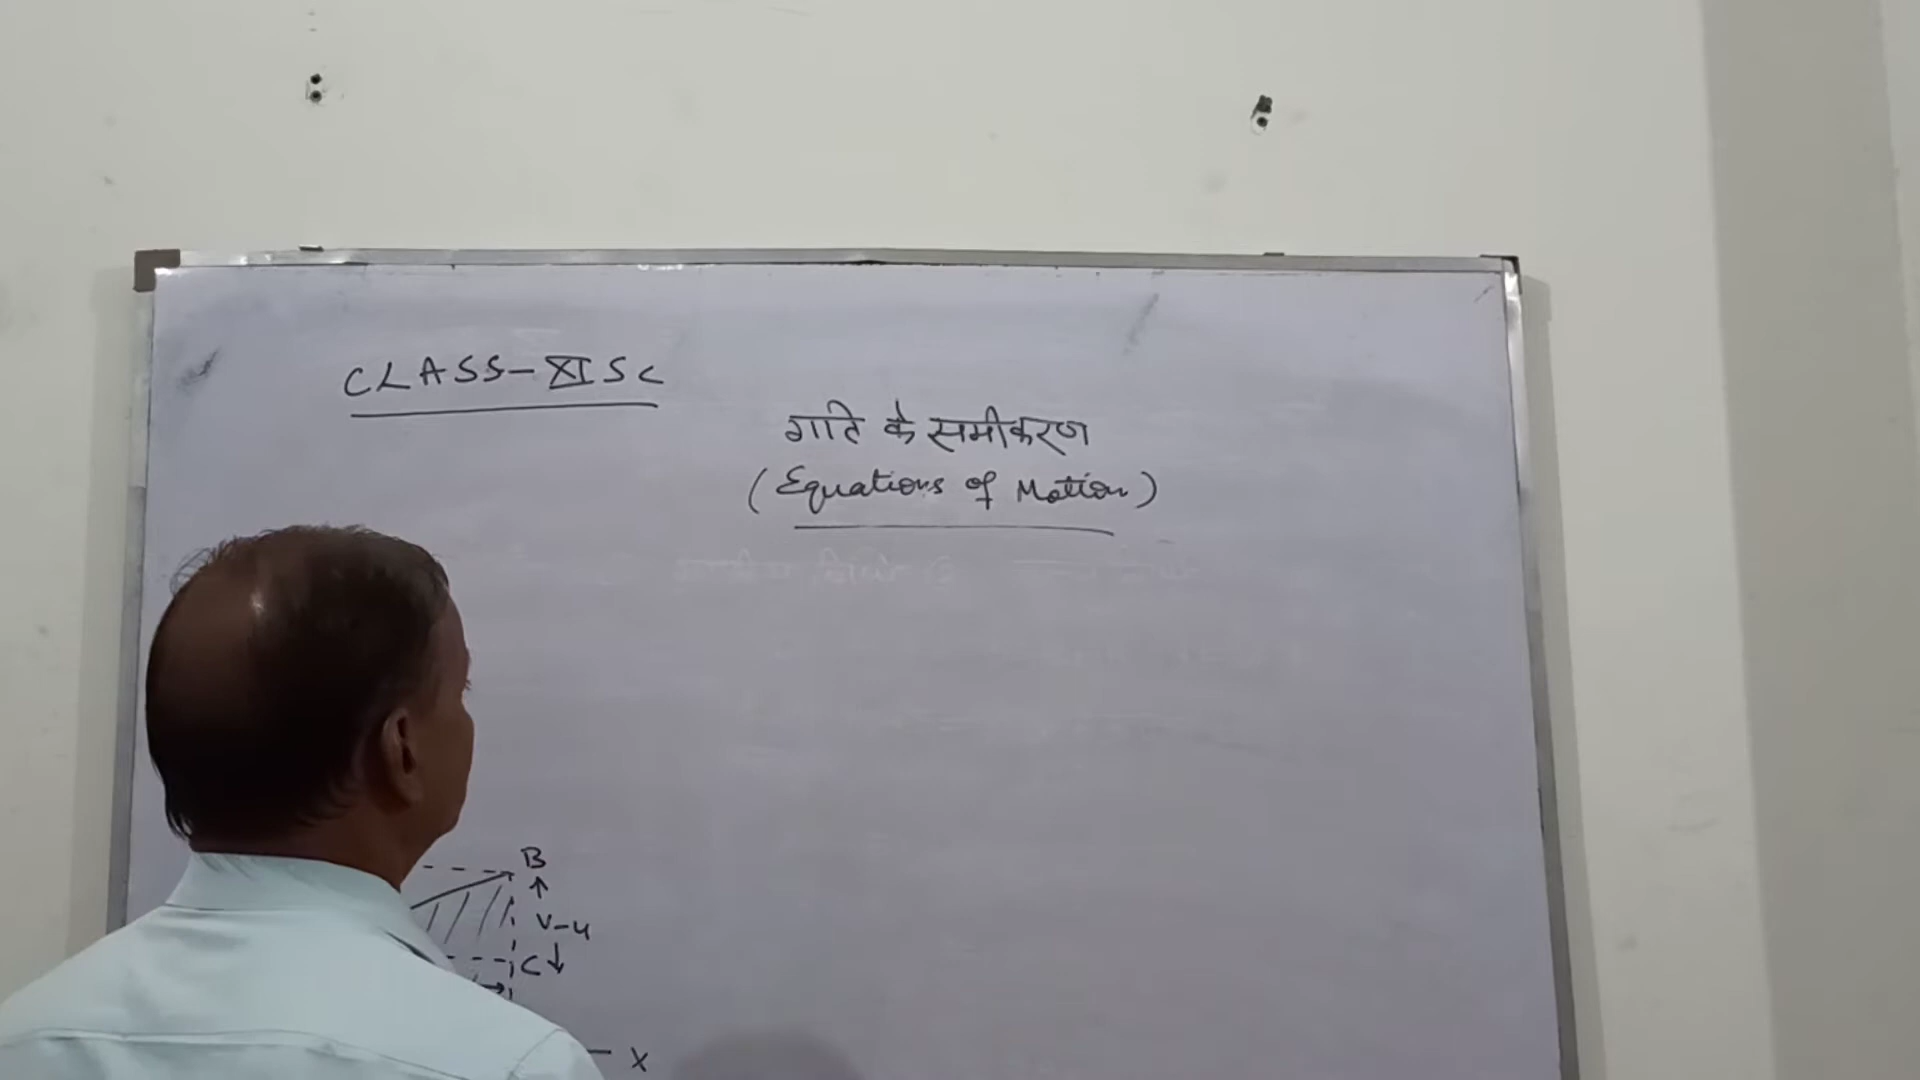 CLASS-XI Sc
गति के समीकरण
(Equations of Motion)
B
↑
v-u
C↓
X